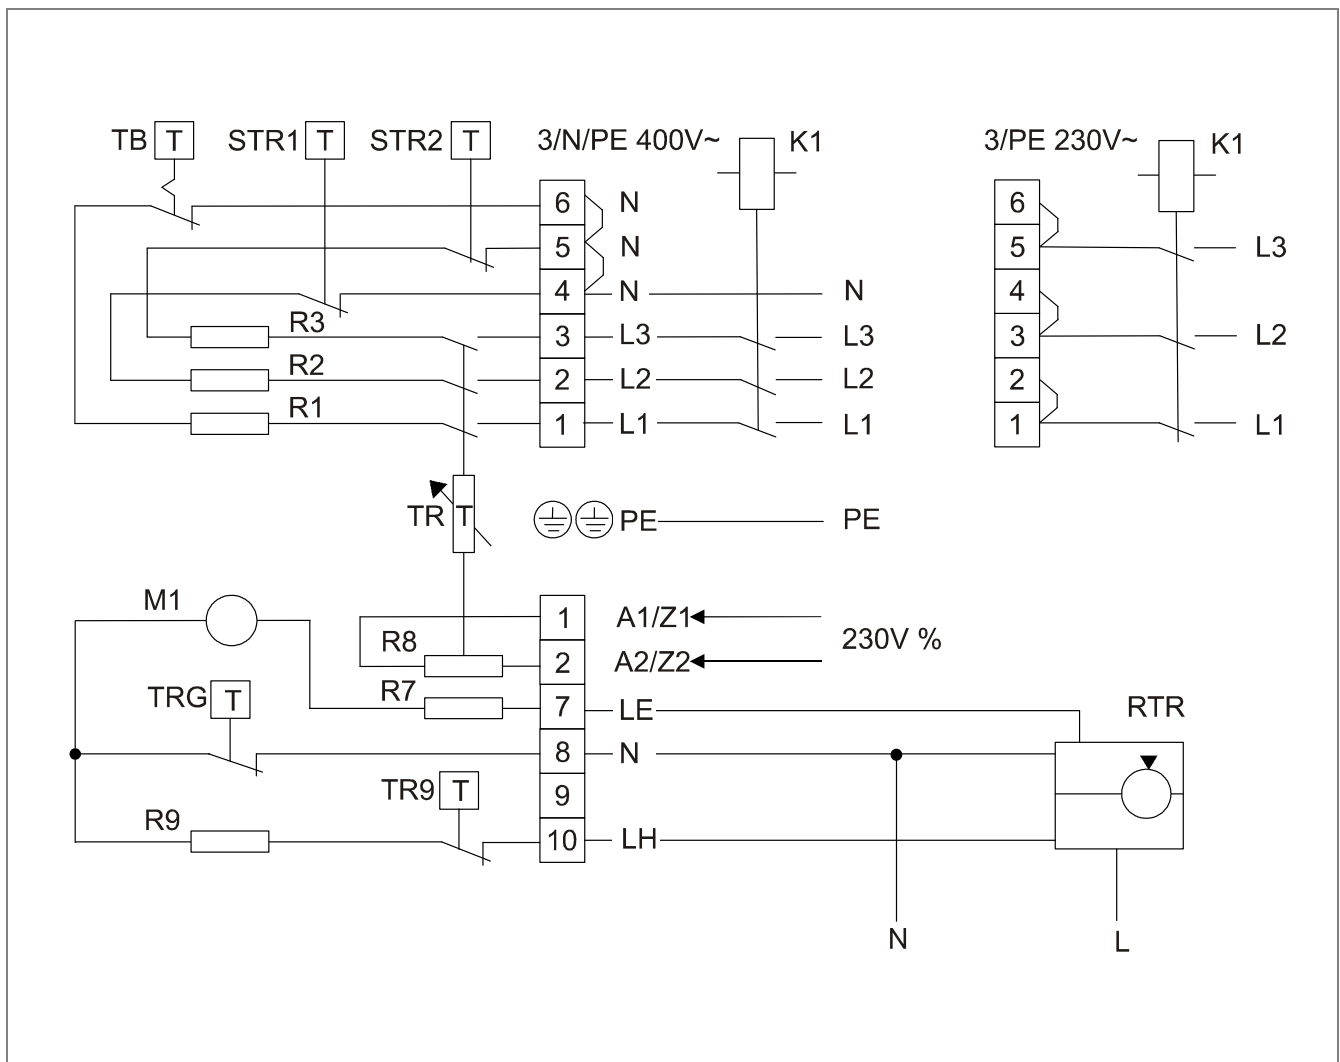 TB T STR1 T STR2 T 3/N/PE 400V~ K1 3/PE 230V~ K1
6 N 6
5 N 5 L3
4 N N 4
R3 3 L3 L3 3 L2
R2 2 L2 L2 2
R1 1 L1 L1 1 L1
TR T PE PE
M1 1 A1/Z1
230V %
R8 2 A2/Z2
TRG T R7 7 LE RTR
8 N
TR9 T 9
R9 10 LH
N L